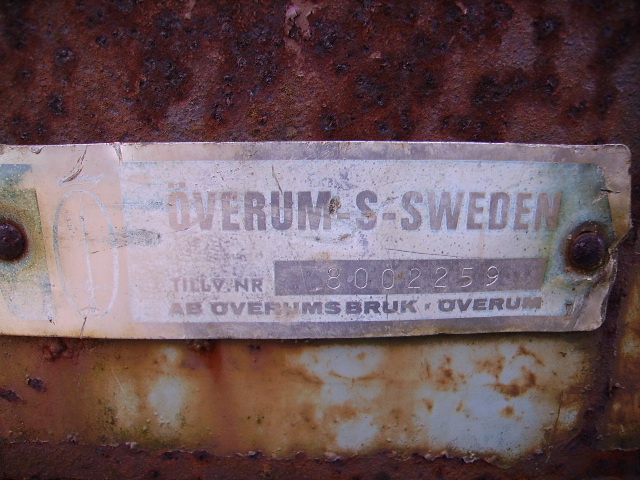 ÖVERUM-S-SWEDEN
TILLV.NR 8002259
AB ÖVERUMS BRUK · ÖVERUM